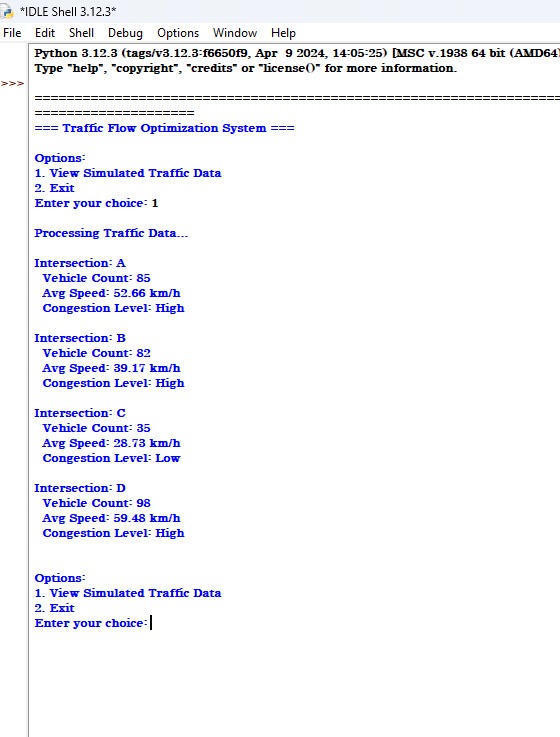 *IDLE Shell 3.12.3*
File Edit Shell Debug Options Window Help
Python 3.12.3 (tags/v3.12.3:f6650f9, Apr  9 2024, 14:05:25) [MSC v.1938 64 bit (AMD64)
Type "help", "copyright", "credits" or "license()" for more information.
>>>
==================================================================
====================
=== Traffic Flow Optimization System ===
Options:
1. View Simulated Traffic Data
2. Exit
Enter your choice: 1
Processing Traffic Data...
Intersection: A
Vehicle Count: 85
Avg Speed: 52.66 km/h
Congestion Level: High
Intersection: B
Vehicle Count: 82
Avg Speed: 39.17 km/h
Congestion Level: High
Intersection: C
Vehicle Count: 35
Avg Speed: 28.73 km/h
Congestion Level: Low
Intersection: D
Vehicle Count: 98
Avg Speed: 59.48 km/h
Congestion Level: High
Options:
1. View Simulated Traffic Data
2. Exit
Enter your choice: